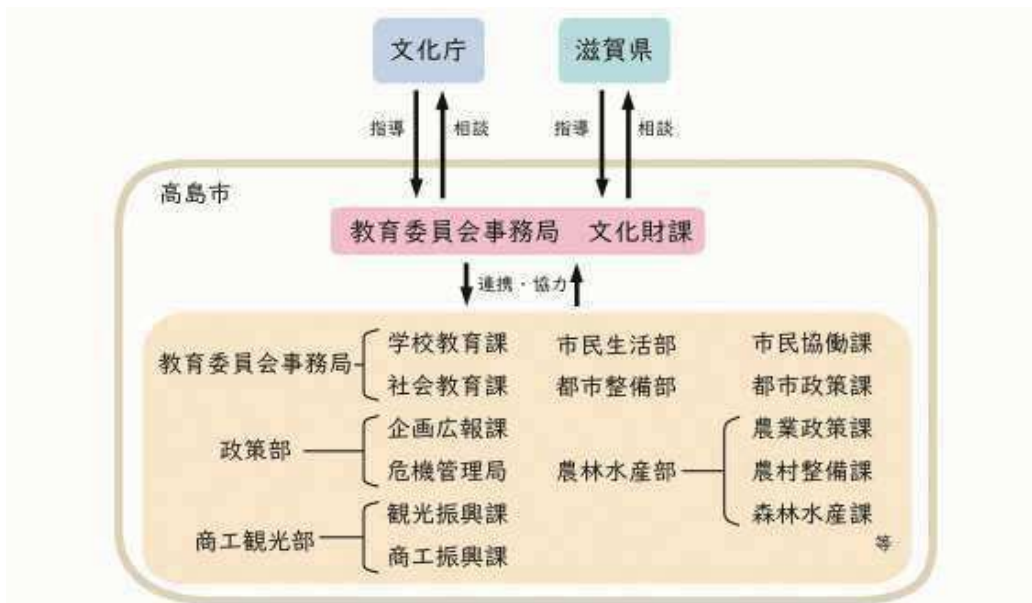 文化庁
滋賀県
指導
相談
指導
相談
高島市
教育委員会事務局 文化財課
連携・協力
教育委員会事務局
学校教育課
社会教育課
政策部
企画広報課
危機管理局
商工観光部
観光振興課
商工振興課
市民生活部
市民協働課
都市整備部
都市政策課
農林水産部
農業政策課
農村整備課
森林水産課
等